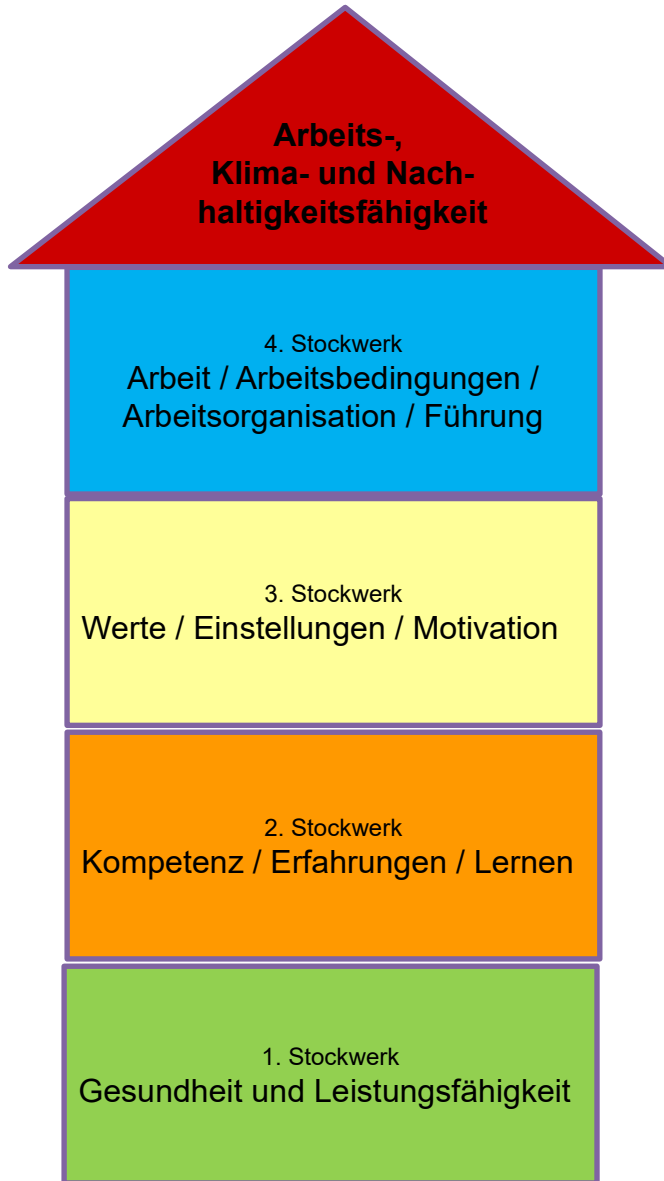 Arbeits-,
Klima- und Nach-
haltigkeitsfähigkeit
4. Stockwerk
Arbeit / Arbeitsbedingungen /
Arbeitsorganisation / Führung
3. Stockwerk
Werte / Einstellungen / Motivation
2. Stockwerk
Kompetenz / Erfahrungen / Lernen
1. Stockwerk
Gesundheit und Leistungsfähigkeit